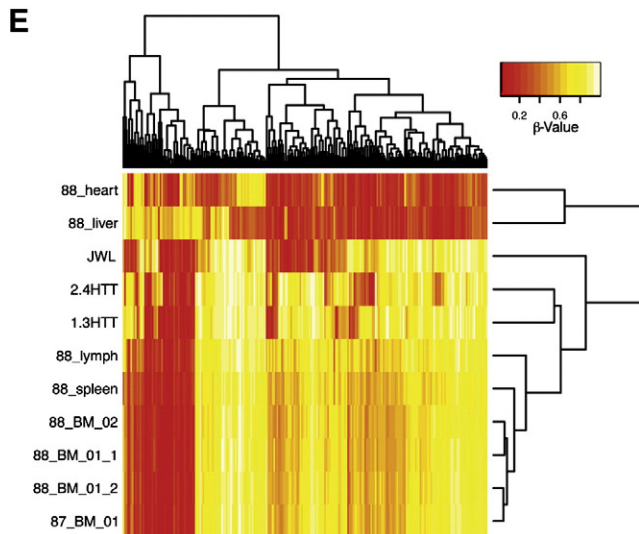 E
0.2 0.6
β-Value
88_heart
88_liver
JWL
2.4HTT
1.3HTT
88_lymph
88_spleen
88_BM_02
88_BM_01_1
88_BM_01_2
87_BM_01